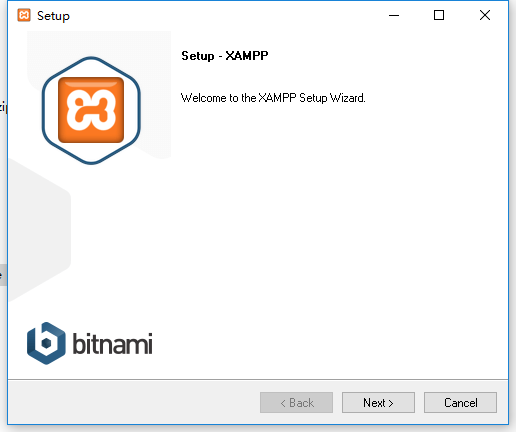 Setup
Setup - XAMPP
Welcome to the XAMPP Setup Wizard.
bitnami
< Back
Next >
Cancel